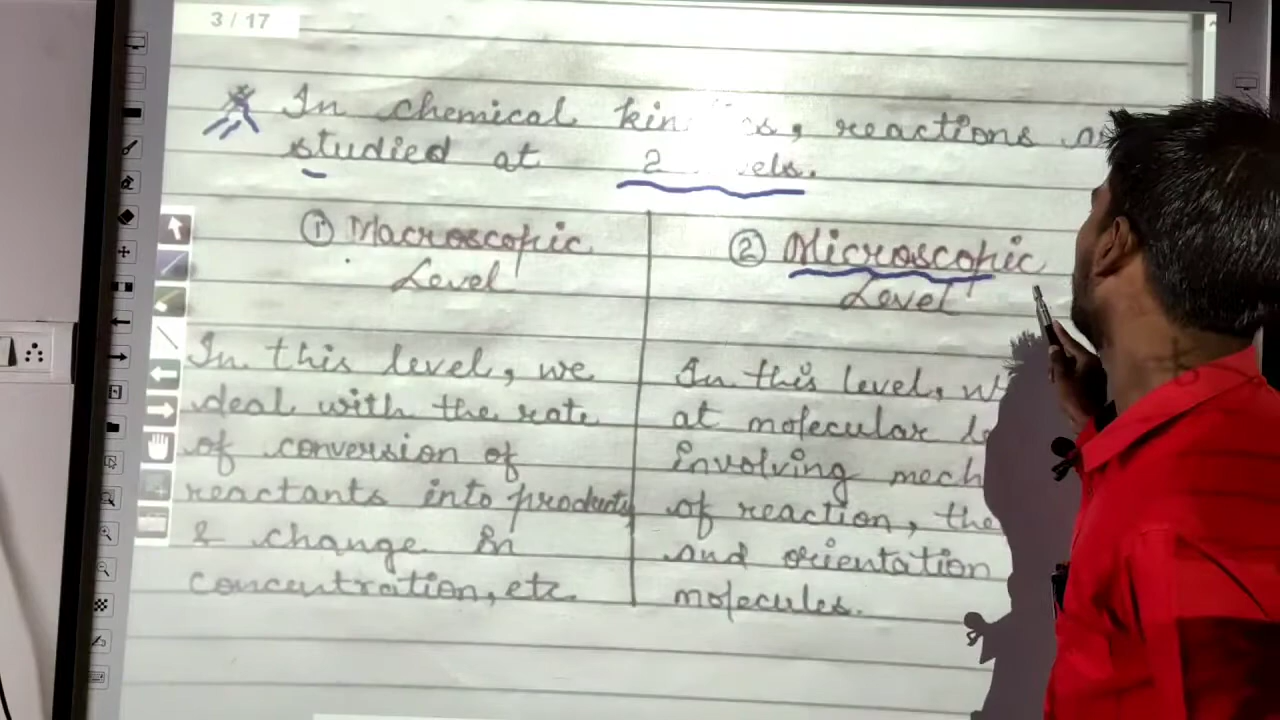 3 / 17
In chemical reactions
studied at 2
① Macroscopic
Level
In this level, we
deal with the rate
of conversion of
reactants into products
& change in
concentration, etc.
② Microscopic
Level
In this level,
at molecular
involving
of reaction, the
and orientation
molecules.